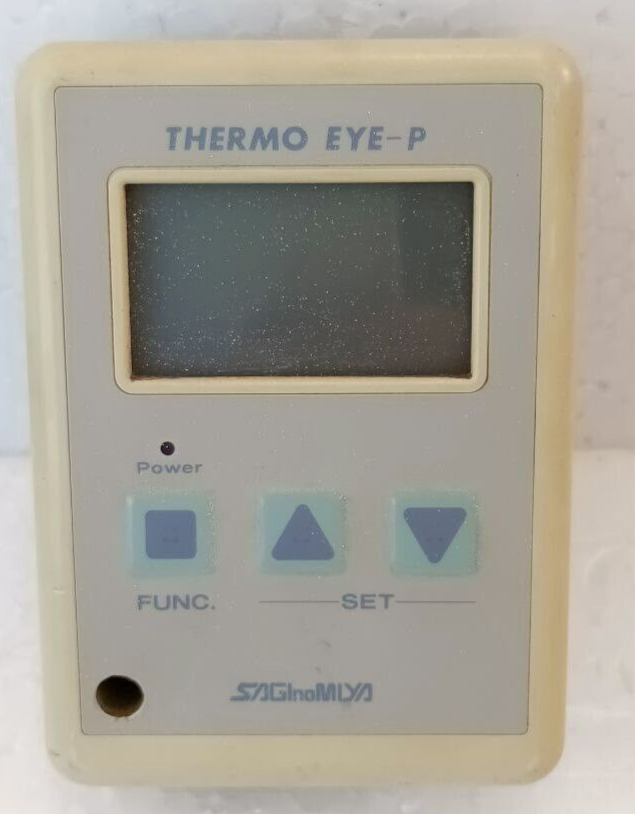 THERMO EYE-P
Power
FUNC.
SET
SAGInoMIYA